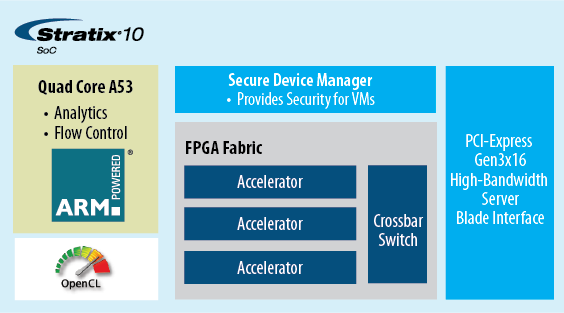 Stratix® 10
SoC
Quad Core A53
• Analytics
• Flow Control
ARM® POWERED
OpenCL
Secure Device Manager
• Provides Security for VMs
FPGA Fabric
Accelerator
Accelerator
Accelerator
Crossbar
Switch
PCI-Express
Gen3x16
High-Bandwidth
Server
Blade Interface